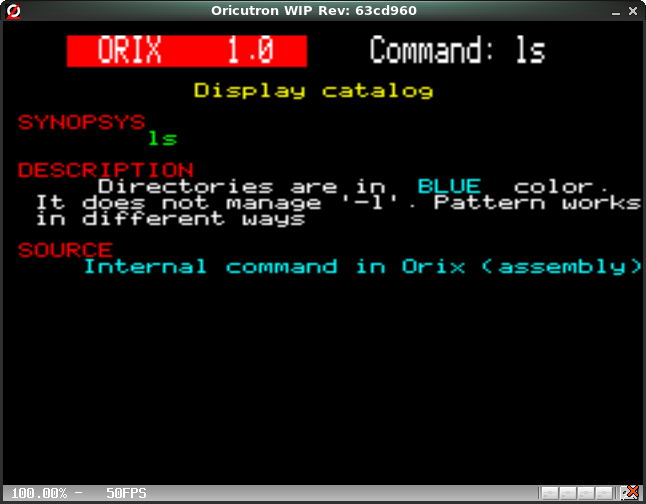 Oricutron WIP Rev: 63cd960
ORIX 1.0 Command: ls
Display catalog
SYNOPSYS
ls
DESCRIPTION
Directories are in BLUE color.
It does not manage '-l'. Pattern works
in different ways
SOURCE
Internal command in Orix (assembly)
100.00% - 50FPS